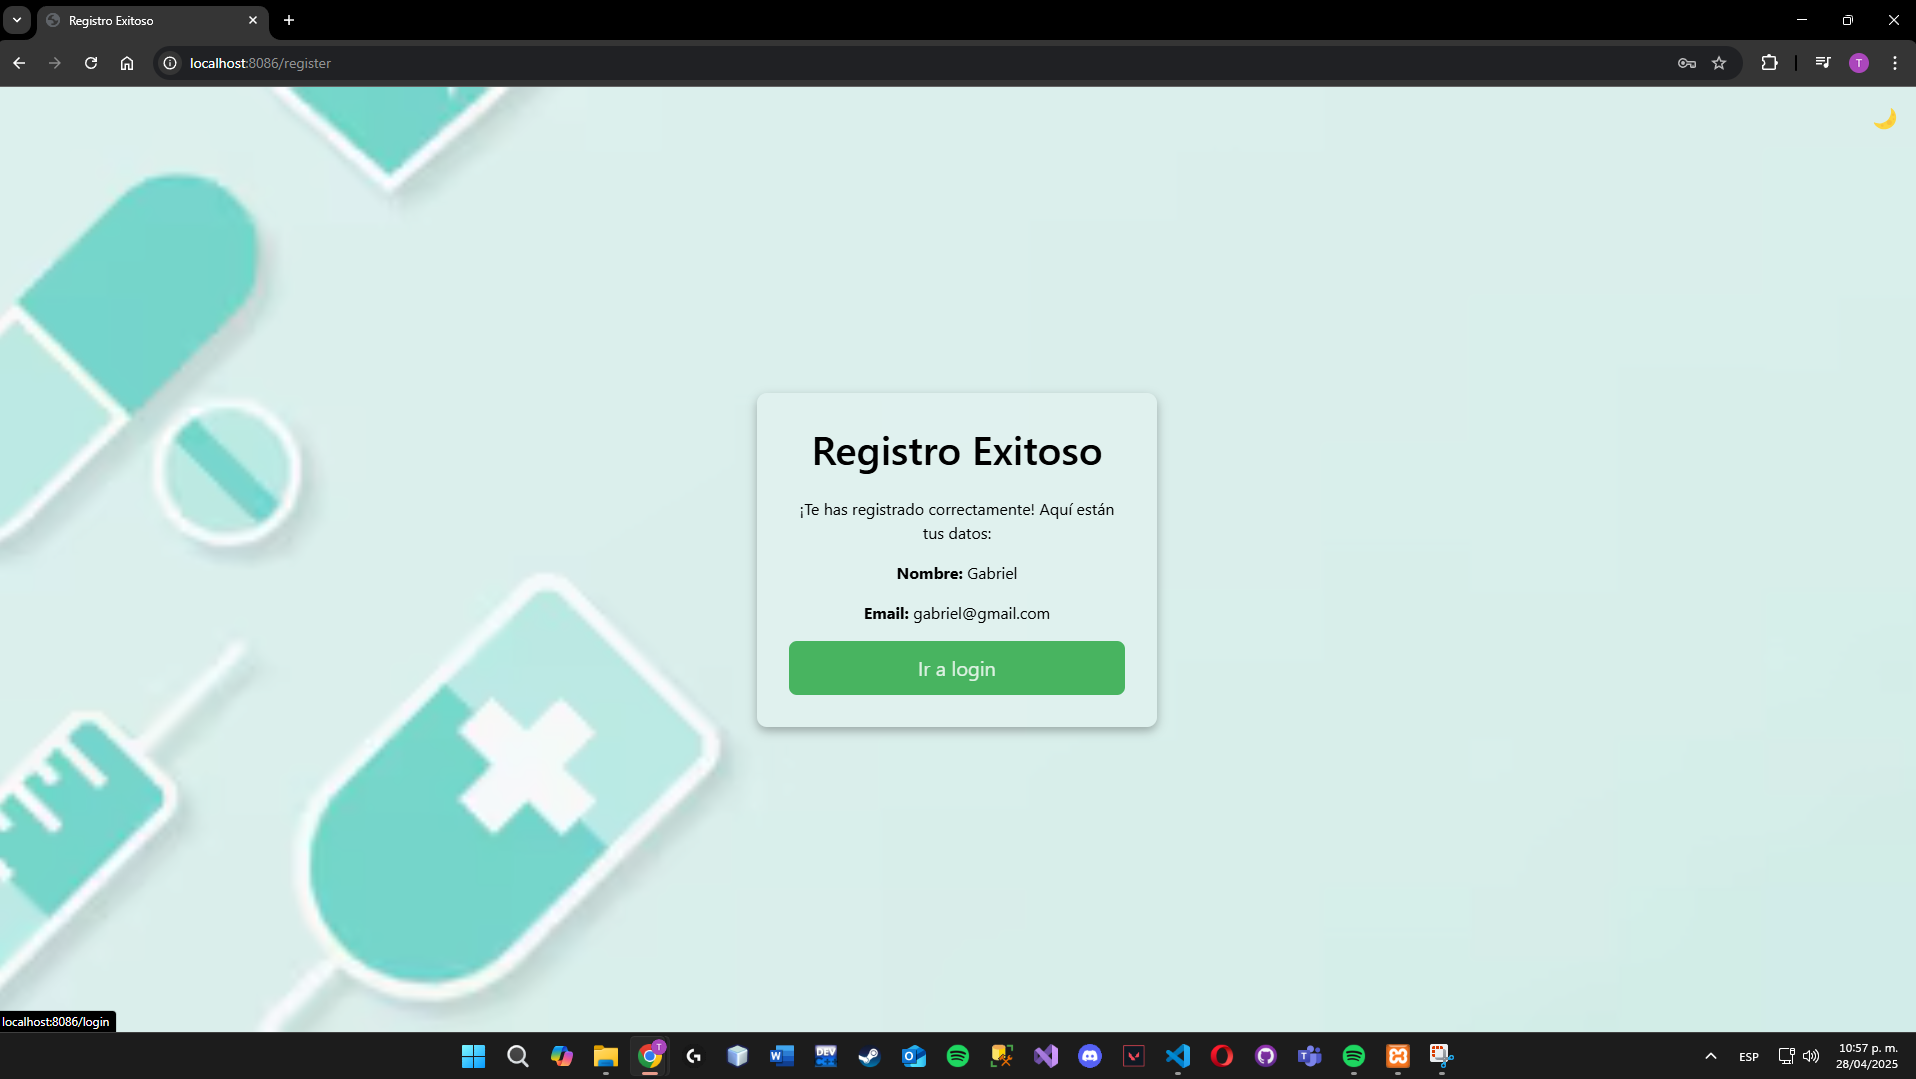 Registro Exitoso
localhost:8086/register
T
Registro Exitoso
¡Te has registrado correctamente! Aquí están
tus datos:
Nombre: Gabriel
Email: gabriel@gmail.com
Ir a login
localhost:8086/login
T
W
DEV
O
T
ESP
10:57 p. m.
28/04/2025